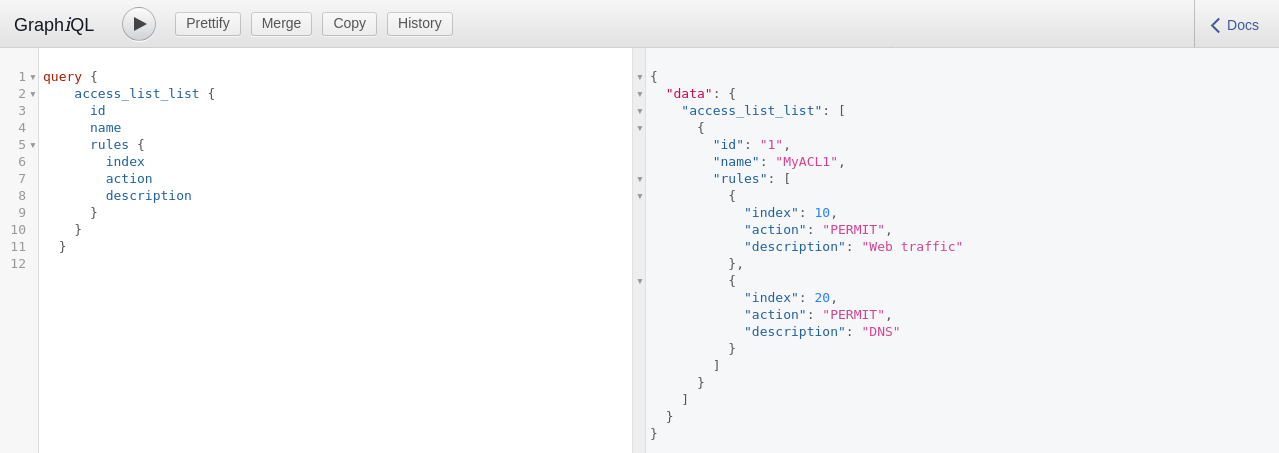 GraphiQL Prettify Merge Copy History Docs
1 query {
2     access_list_list {
3       id
4       name
5       rules {
6         index
7         action
8         description
9       }
10     }
11   }
12
{
  "data": {
    "access_list_list": [
      {
        "id": "1",
        "name": "MyACL1",
        "rules": [
          {
            "index": 10,
            "action": "PERMIT",
            "description": "Web traffic"
          },
          {
            "index": 20,
            "action": "PERMIT",
            "description": "DNS"
          }
        ]
      }
    ]
  }
}